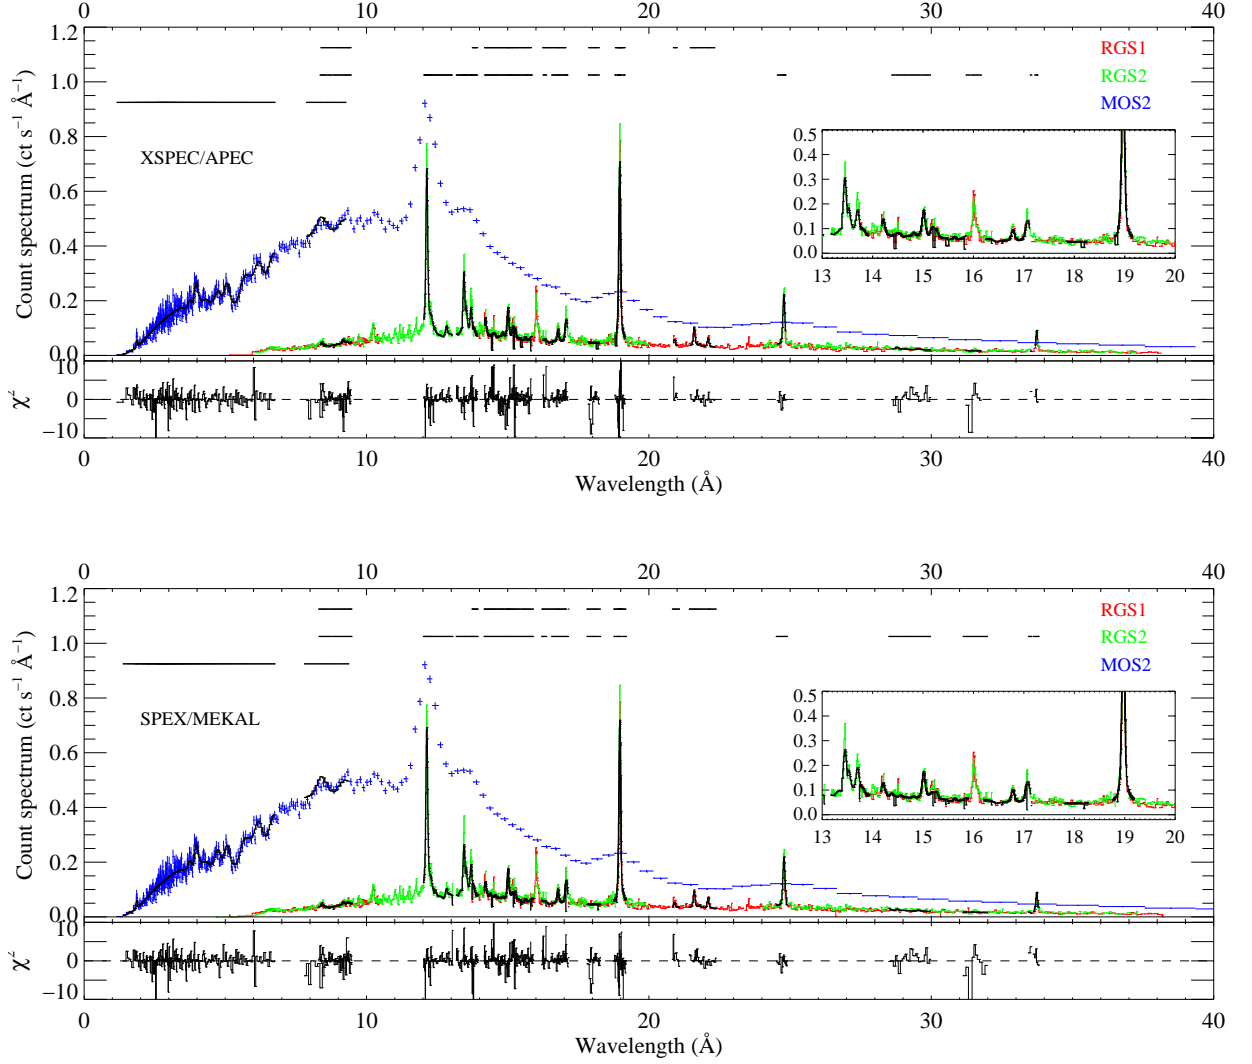 0 10 20 30 40
1.2
1.0
0.8
0.6
0.4
0.2
0.0
Count spectrum (ct s⁻¹ Å⁻¹)
RGS1
RGS2
MOS2
XSPEC/APEC
0.5
0.4
0.3
0.2
0.1
0.0
13 14 15 16 17 18 19 20
10
0
−10
χ²
0 10 20 30 40
Wavelength (Å)
0 10 20 30 40
1.2
1.0
0.8
0.6
0.4
0.2
0.0
Count spectrum (ct s⁻¹ Å⁻¹)
RGS1
RGS2
MOS2
SPEX/MEKAL
0.5
0.4
0.3
0.2
0.1
0.0
13 14 15 16 17 18 19 20
10
0
−10
χ²
0 10 20 30 40
Wavelength (Å)